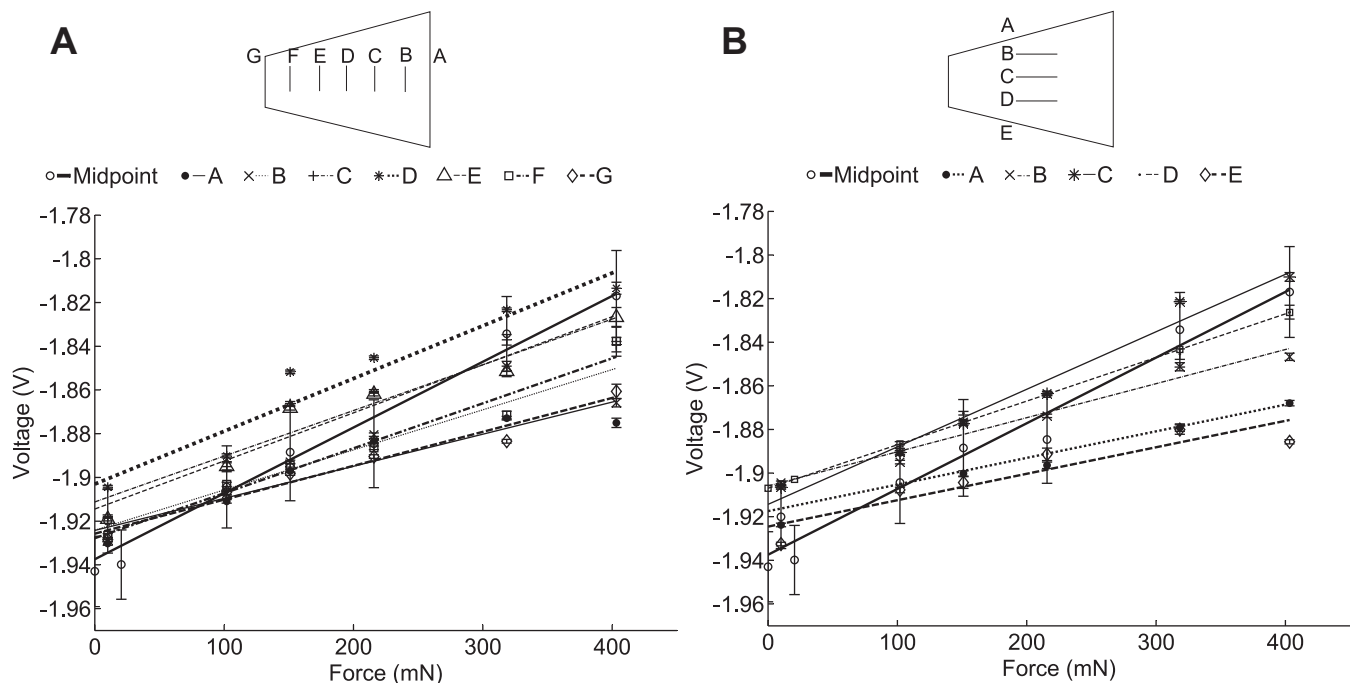 A
G F E D C B A
Midpoint A B C D E F G
-1.78
-1.8
-1.82
-1.84
-1.86
-1.88
-1.9
-1.92
-1.94
-1.96
Voltage (V)
0 100 200 300 400
Force (mN)
B
A
B
C
D
E
Midpoint A B C D E
-1.78
-1.8
-1.82
-1.84
-1.86
-1.88
-1.9
-1.92
-1.94
-1.96
Voltage (V)
0 100 200 300 400
Force (mN)